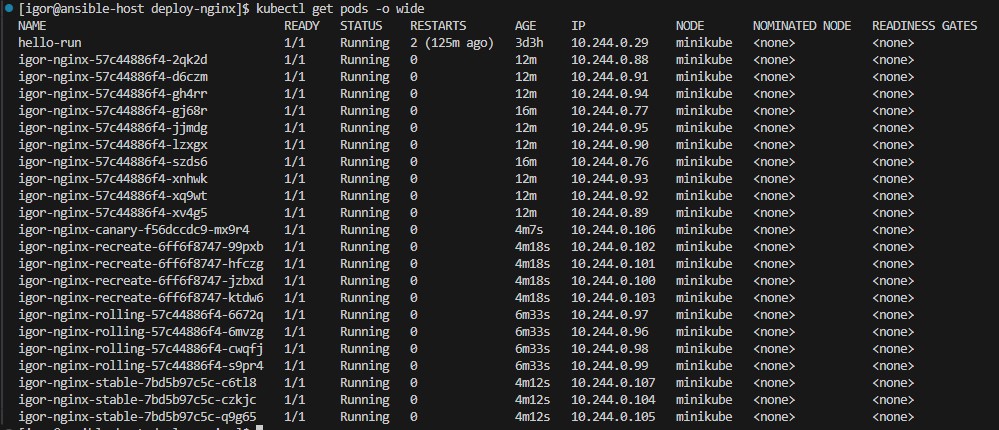 [igor@ansible-host deploy-nginx]$ kubectl get pods -o wide
NAME READY STATUS RESTARTS AGE IP NODE NOMINATED NODE READINESS GATES
hello-run 1/1 Running 2 (125m ago) 3d3h 10.244.0.29 minikube <none> <none>
igor-nginx-57c44886f4-2qk2d 1/1 Running 0 12m 10.244.0.88 minikube <none> <none>
igor-nginx-57c44886f4-d6czm 1/1 Running 0 12m 10.244.0.91 minikube <none> <none>
igor-nginx-57c44886f4-gh4rr 1/1 Running 0 12m 10.244.0.94 minikube <none> <none>
igor-nginx-57c44886f4-gj68r 1/1 Running 0 16m 10.244.0.77 minikube <none> <none>
igor-nginx-57c44886f4-jjmdg 1/1 Running 0 12m 10.244.0.95 minikube <none> <none>
igor-nginx-57c44886f4-lzxgx 1/1 Running 0 12m 10.244.0.90 minikube <none> <none>
igor-nginx-57c44886f4-szds6 1/1 Running 0 16m 10.244.0.76 minikube <none> <none>
igor-nginx-57c44886f4-xnhwk 1/1 Running 0 12m 10.244.0.93 minikube <none> <none>
igor-nginx-57c44886f4-xq9wt 1/1 Running 0 12m 10.244.0.92 minikube <none> <none>
igor-nginx-57c44886f4-xv4g5 1/1 Running 0 12m 10.244.0.89 minikube <none> <none>
igor-nginx-canary-f56dccdc9-mx9r4 1/1 Running 0 4m7s 10.244.0.106 minikube <none> <none>
igor-nginx-recreate-6ff6f8747-99pxb 1/1 Running 0 4m18s 10.244.0.102 minikube <none> <none>
igor-nginx-recreate-6ff6f8747-hfczg 1/1 Running 0 4m18s 10.244.0.101 minikube <none> <none>
igor-nginx-recreate-6ff6f8747-jzbxd 1/1 Running 0 4m18s 10.244.0.100 minikube <none> <none>
igor-nginx-recreate-6ff6f8747-ktdw6 1/1 Running 0 4m18s 10.244.0.103 minikube <none> <none>
igor-nginx-rolling-57c44886f4-6672q 1/1 Running 0 6m33s 10.244.0.97 minikube <none> <none>
igor-nginx-rolling-57c44886f4-6mvzg 1/1 Running 0 6m33s 10.244.0.96 minikube <none> <none>
igor-nginx-rolling-57c44886f4-cwqfj 1/1 Running 0 6m33s 10.244.0.98 minikube <none> <none>
igor-nginx-rolling-57c44886f4-s9pr4 1/1 Running 0 6m33s 10.244.0.99 minikube <none> <none>
igor-nginx-stable-7bd5b97c5c-c6tl8 1/1 Running 0 4m12s 10.244.0.107 minikube <none> <none>
igor-nginx-stable-7bd5b97c5c-czkjc 1/1 Running 0 4m12s 10.244.0.104 minikube <none> <none>
igor-nginx-stable-7bd5b97c5c-q9g65 1/1 Running 0 4m12s 10.244.0.105 minikube <none> <none>